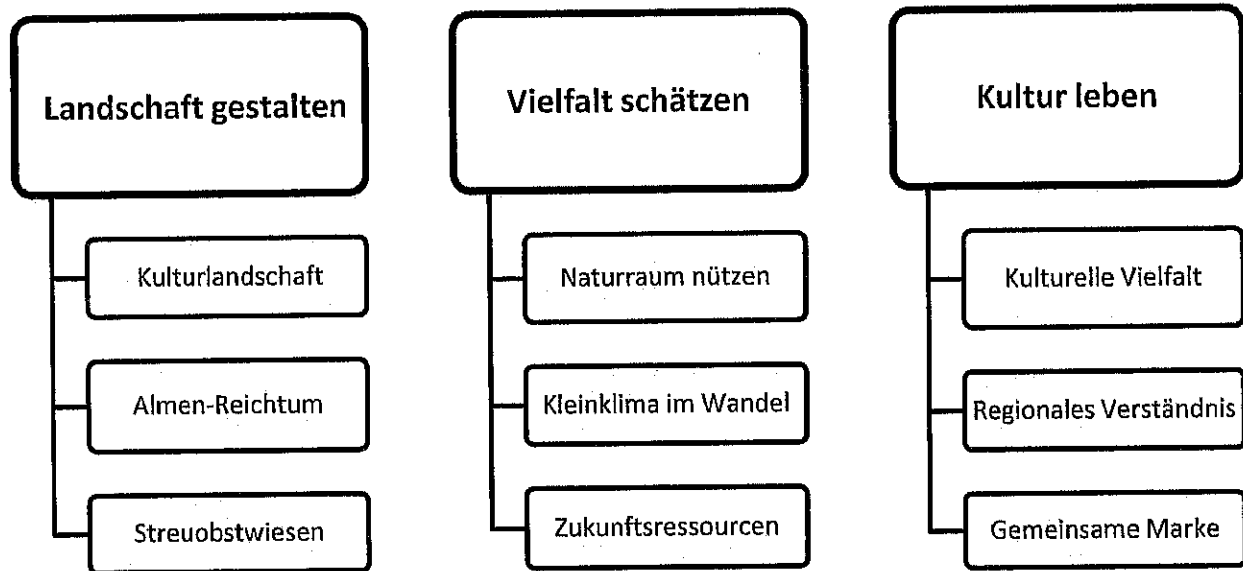 Landschaft gestalten
Kulturlandschaft
Almen-Reichtum
Streuobstwiesen
Vielfalt schätzen
Naturraum nützen
Kleinklima im Wandel
Zukunftsressourcen
Kultur leben
Kulturelle Vielfalt
Regionales Verständnis
Gemeinsame Marke